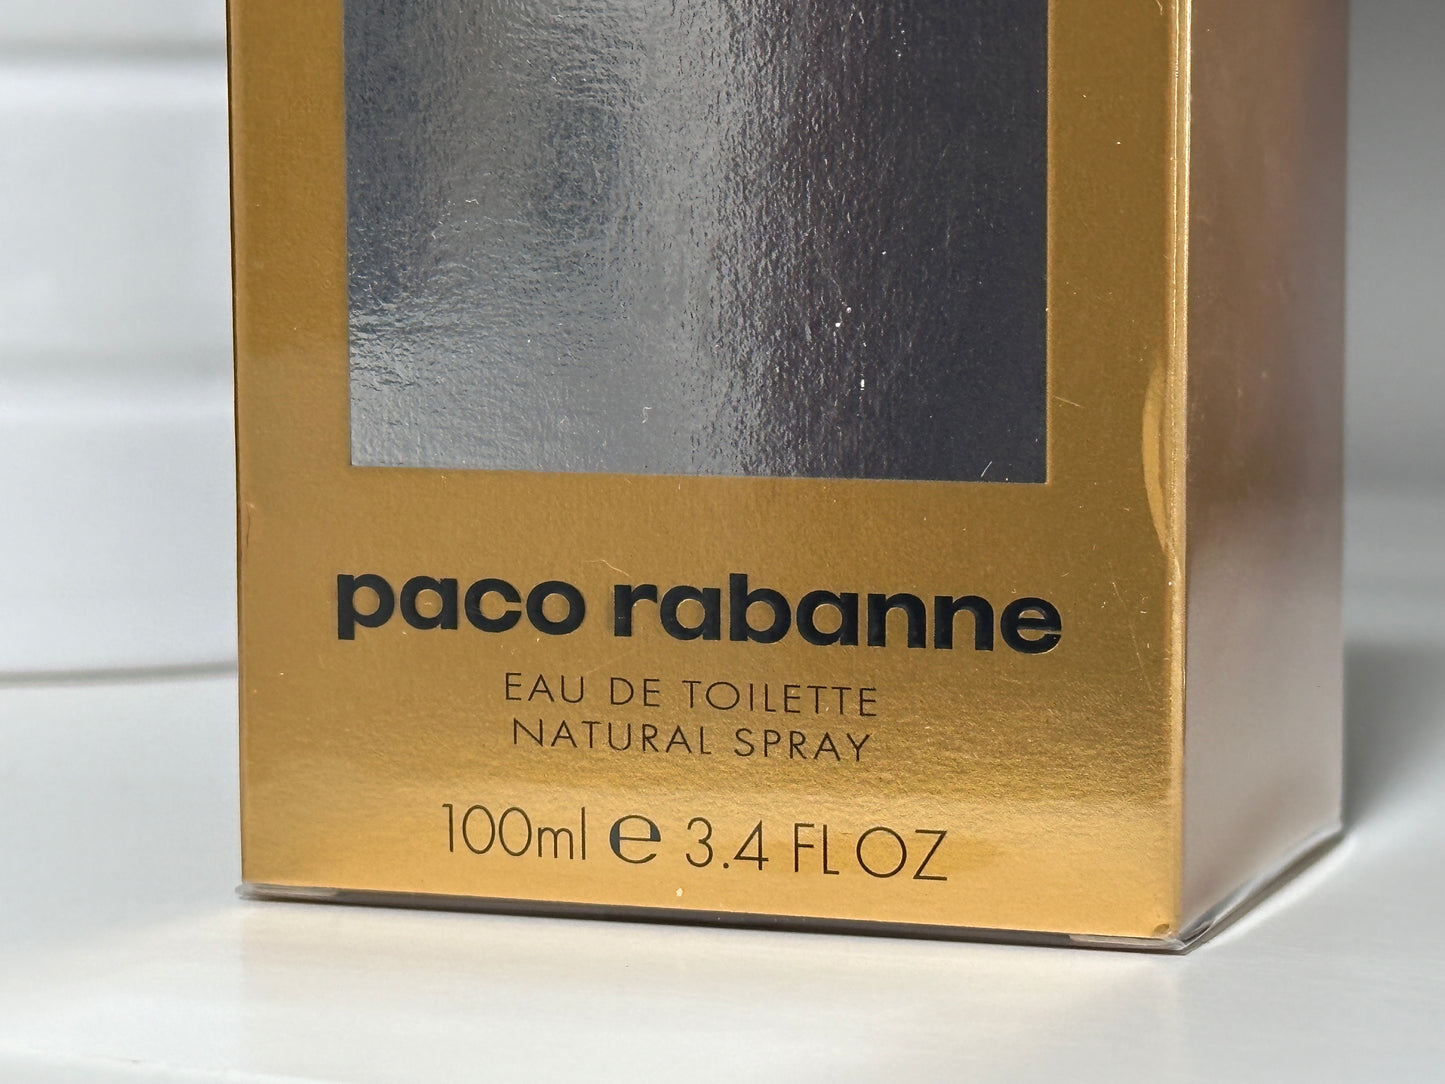 paco rabanne
EAU DE TOILETTE
NATURAL SPRAY
100ml e 3.4 FL OZ